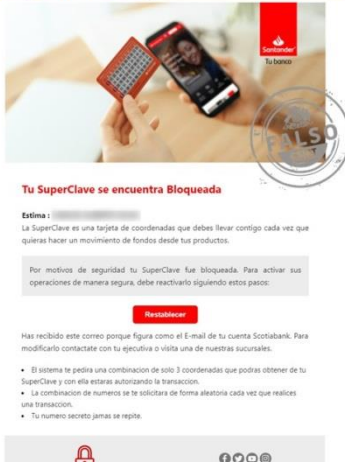 Santander
Tu banco
FALSO
Tu SuperClave se encuentra Bloqueada
Estima :
La SuperClave es una tarjeta de coordenadas que debes llevar contigo cada vez que
quieras hacer un movimiento de fondos desde tus productos.
Por motivos de seguridad tu SuperClave fue bloqueada. Para activar sus
operaciones de manera segura, debe reactivarlo siguiendo estos pasos:
Restablecer
Has recibido este correo porque figura como el E-mail de tu cuenta Scotiabank. Para
modificarlo contactate con tu ejecutiva o visita una de nuestras sucursales.
• El sistema te pedira una combinacion de solo 3 coordenadas que podras obtener de tu
SuperClave y con ella estaras autorizando la transaccion.
• La combinacion de numeros se te solicitara de forma aleatoria cada vez que realices
una transaccion.
• Tu numero secreto jamas se repite.